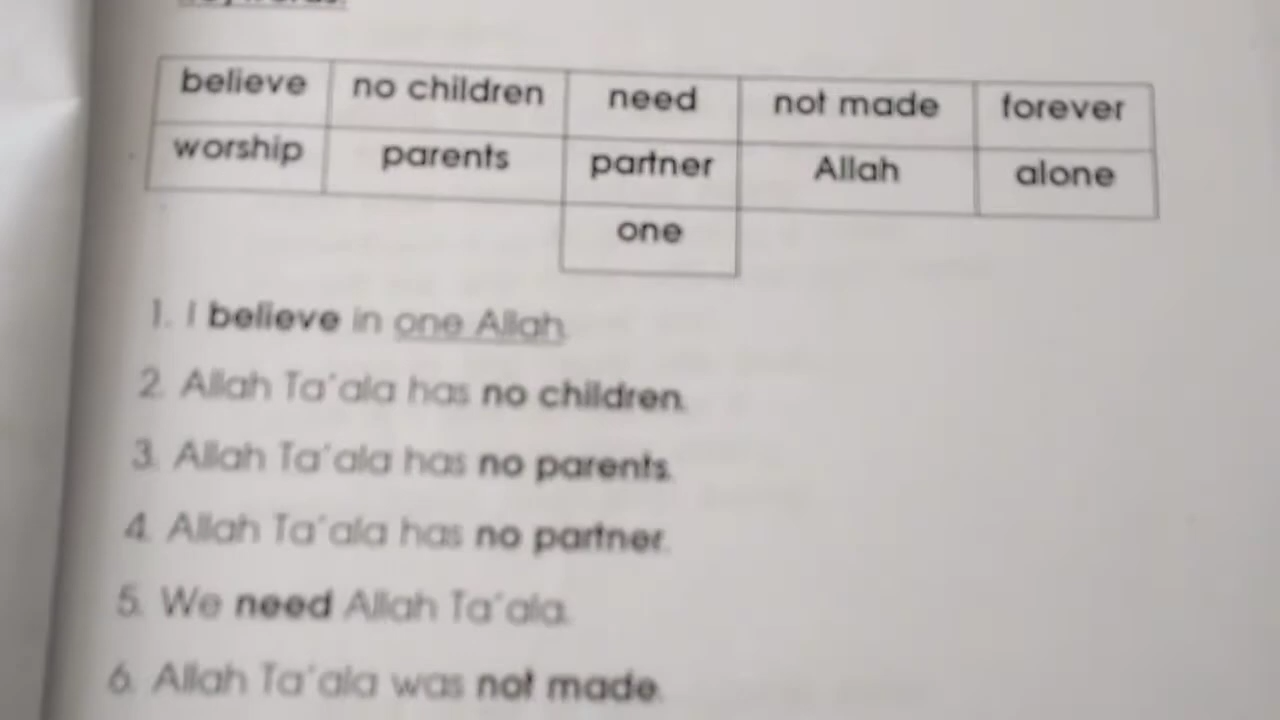 believe no children need not made forever
worship parents partner Allah alone
one
1. I believe in one Allah
2. Allah Ta'ala has no children.
3. Allah Ta'ala has no parents.
4. Allah Ta'ala has no partner.
5. We need Allah Ta'ala.
6. Allah Ta'ala was not made.